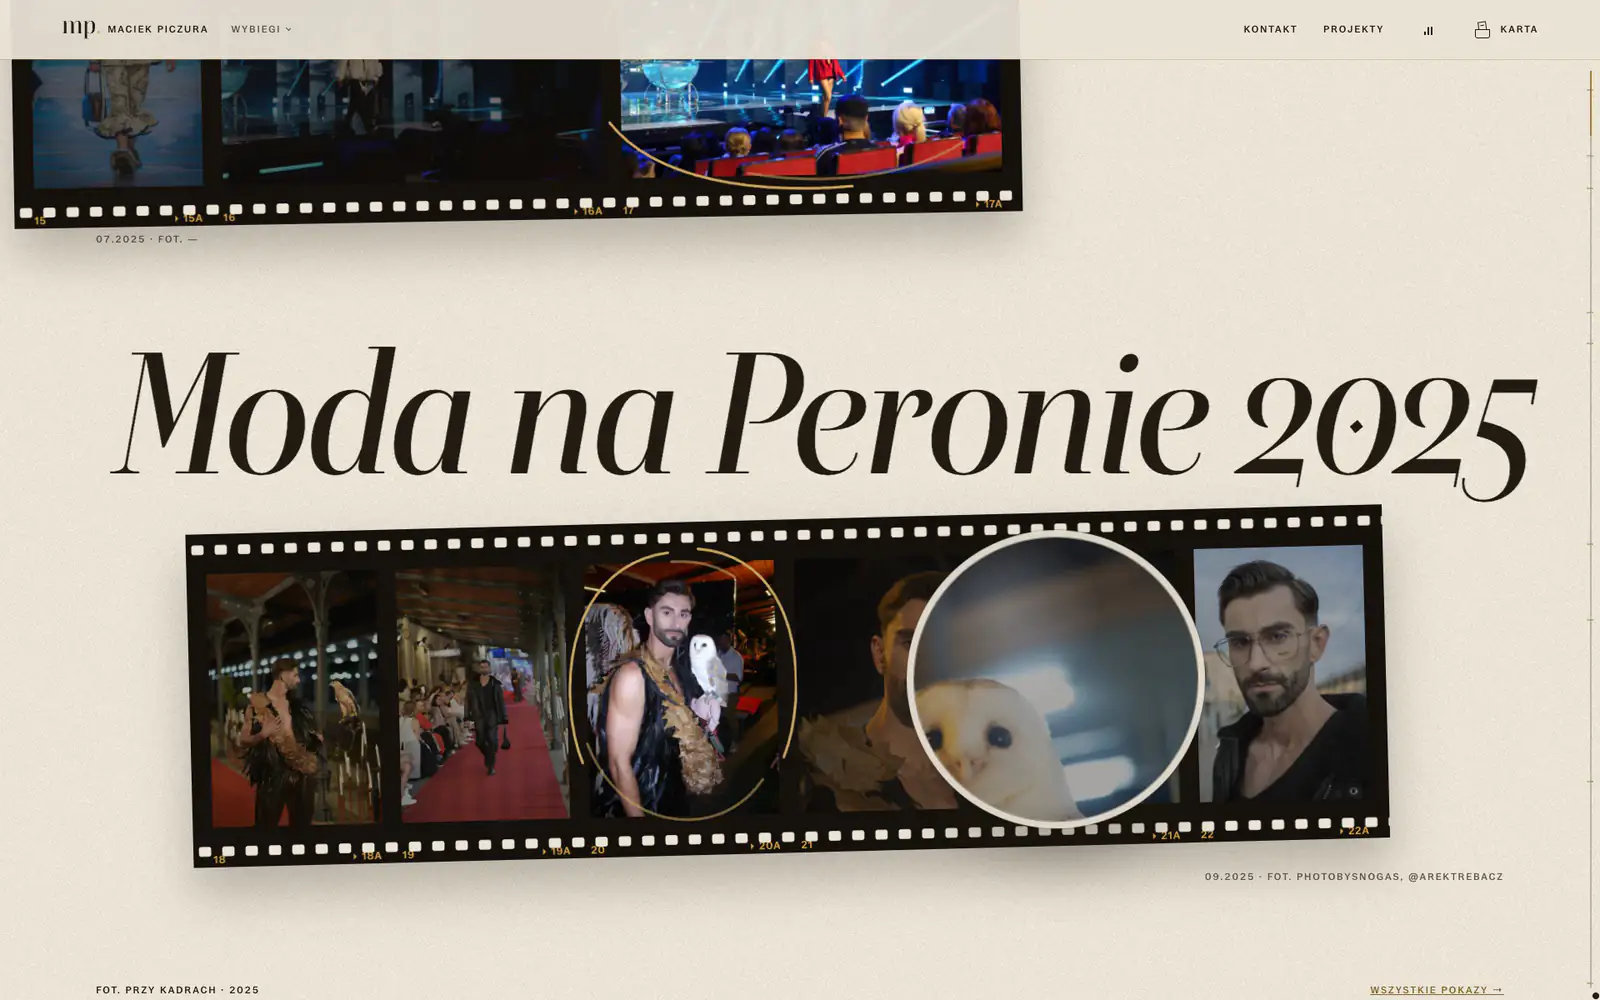 mp. MACIEK PICZURA WYBIEGI KONTAKT PROJEKTY KARTA
15 15A 16 16A 17 17A
07.2025 · FOT. —
Moda na Peronie 2025
18 18A 19 19A 20 20A 21 21A 22 22A
09.2025 · FOT. PHOTOBYSNOGAS, @AREKTREBACZ
FOT. PRZY KADRACH · 2025
WSZYSTKIE POKAZY →